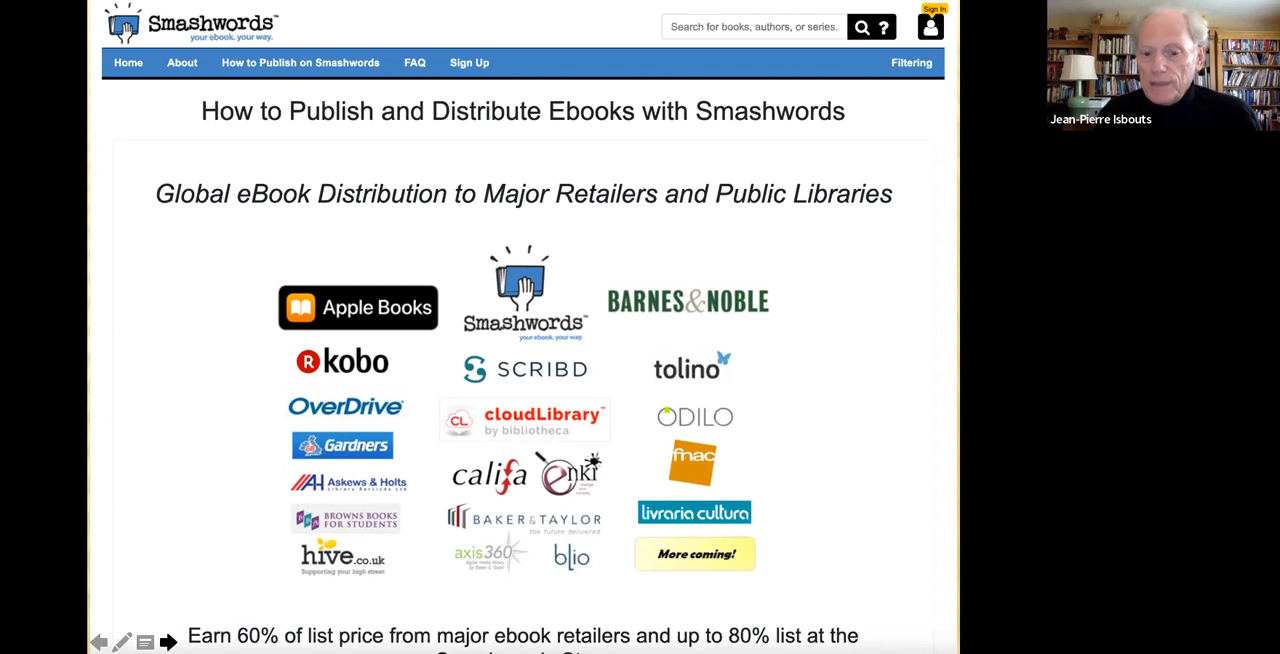 Smashwords™
your ebook. your way.
Search for books, authors, or series.
?
Sign In
Home About How to Publish on Smashwords FAQ Sign Up Filtering
Jean-Pierre Isbouts
How to Publish and Distribute Ebooks with Smashwords
Global eBook Distribution to Major Retailers and Public Libraries
Apple Books
Smashwords™
your ebook. your way.
BARNES&NOBLE
R kobo
SCRIBD
tolino
OVERDRIVE
CL cloudLibrary™
by bibliotheca
ODILO
Gardners
califa
enki
fnac
AH Askews & Holts
Library Services Ltd
BROWNS BOOKS
FOR STUDENTS
BAKER & TAYLOR
the future delivered
livraria cultura
hive.co.uk
Supporting your high street
axis360
blio
More coming!
Earn 60% of list price from major ebook retailers and up to 80% list at the